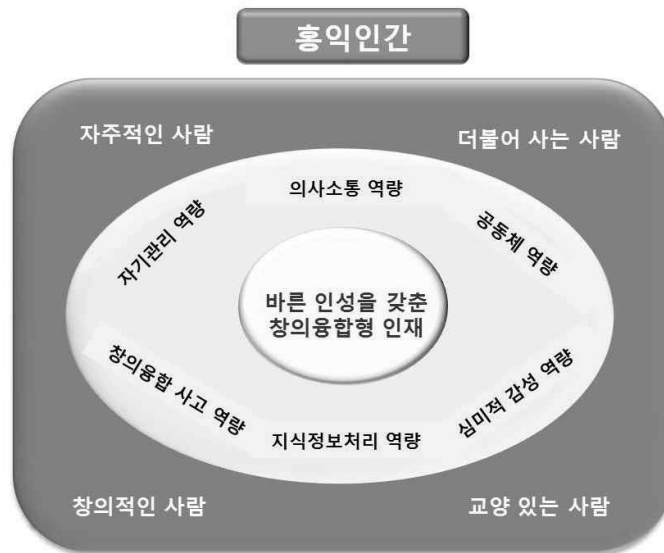 홍익인간
자주적인 사람
더불어 사는 사람
의사소통 역량
자기관리 역량
공동체 역량
바른 인성을 갖춘
창의융합형 인재
창의융합 사고 역량
심미적 감성 역량
지식정보처리 역량
창의적인 사람
교양 있는 사람